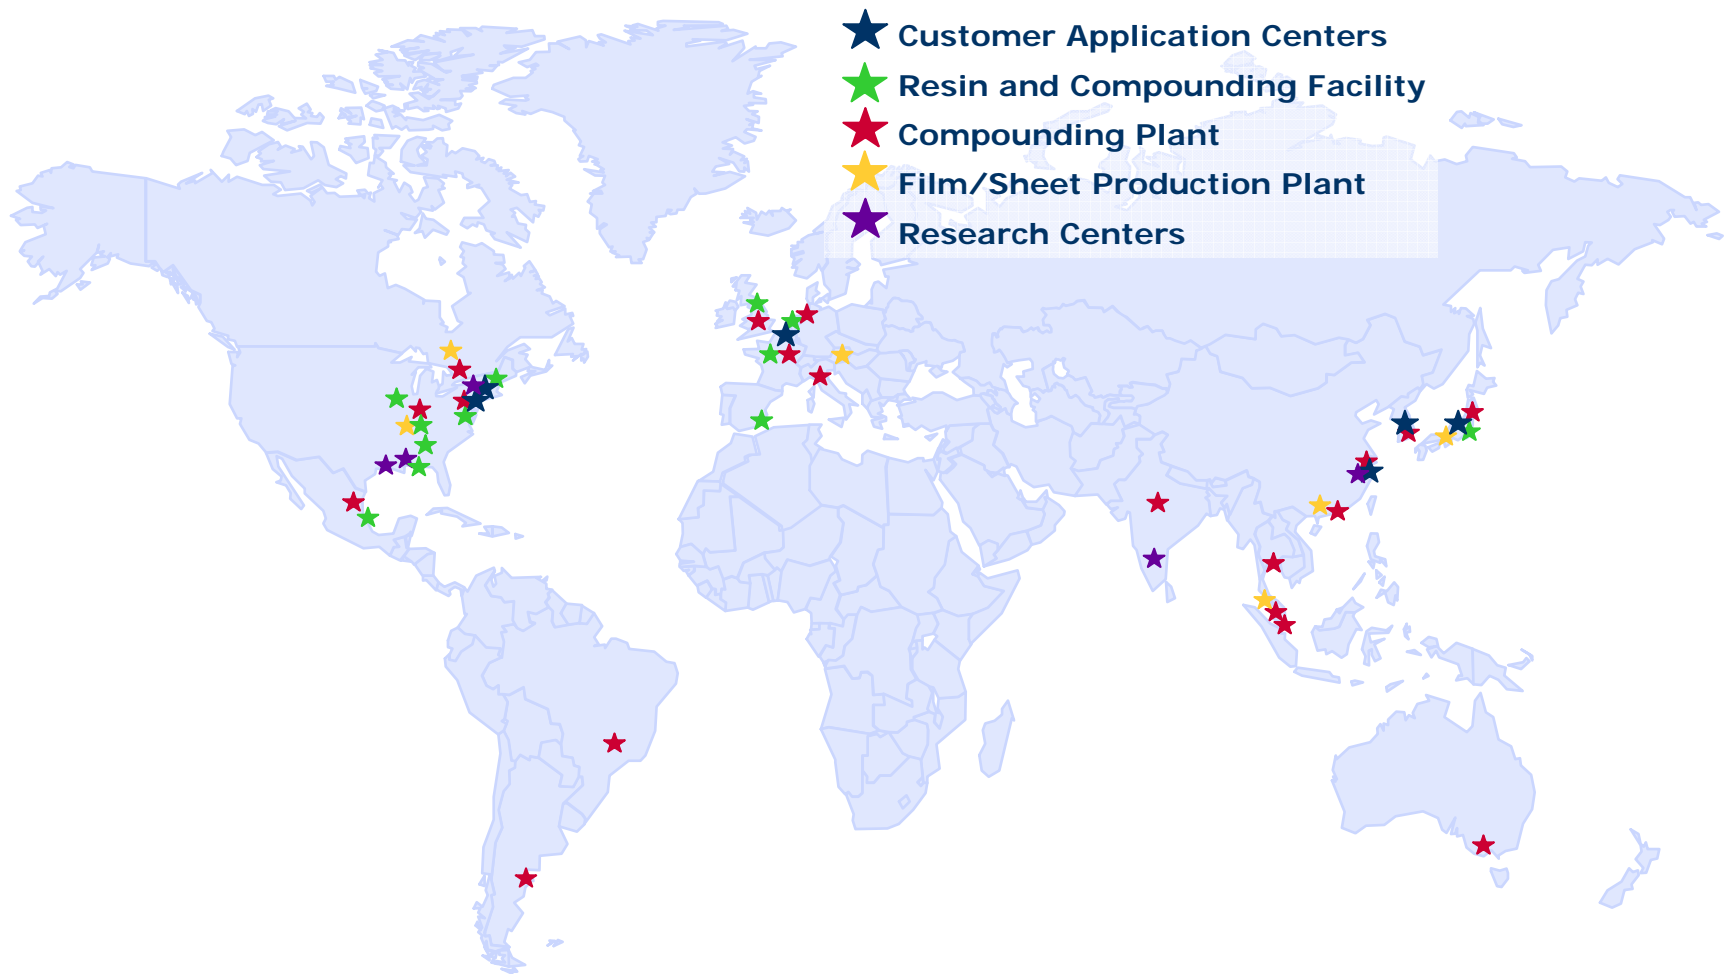 Customer Application Centers
Resin and Compounding Facility
Compounding Plant
Film/Sheet Production Plant
Research Centers